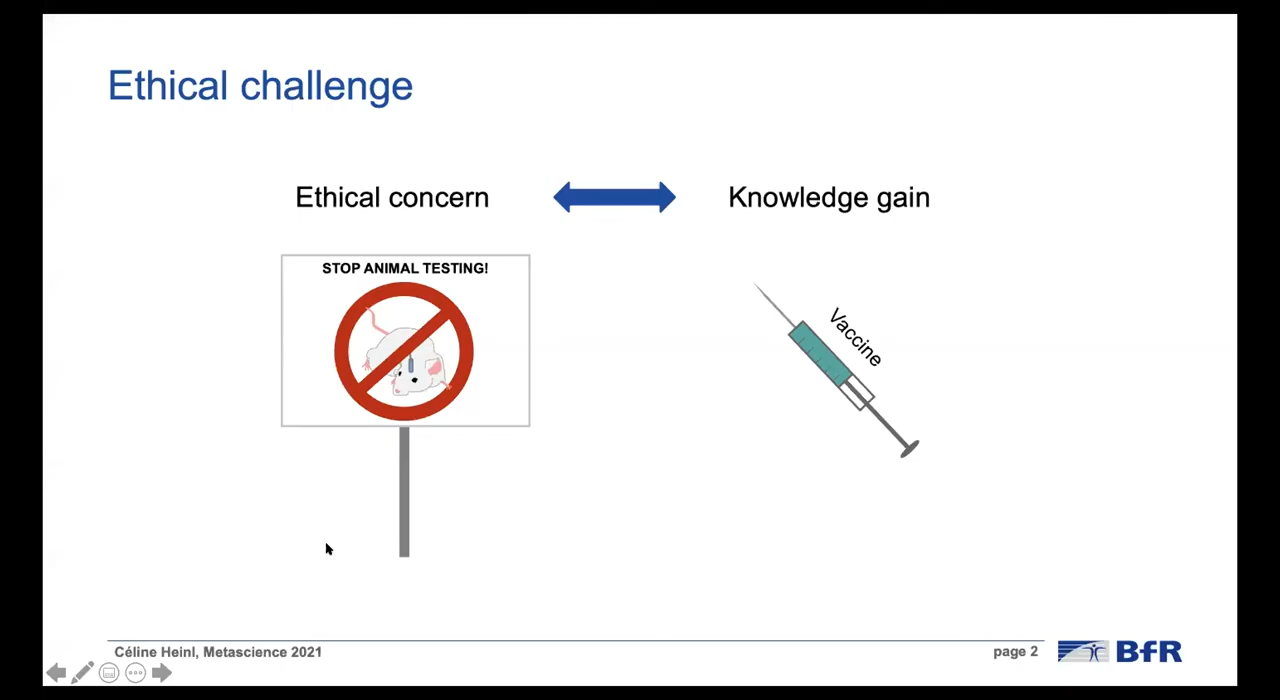 Ethical challenge
Ethical concern
Knowledge gain
STOP ANIMAL TESTING!
Vaccine
Céline Heinl, Metascience 2021
page 2
BfR